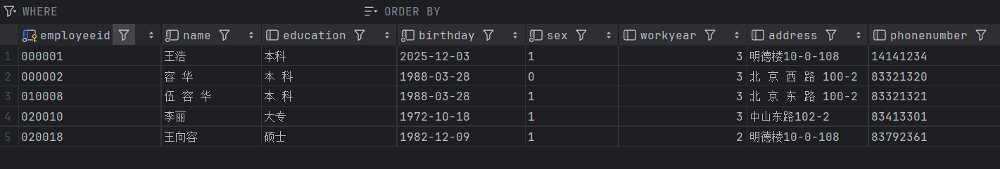 WHERE ORDER BY
employeeid name education birthday sex workyear address phonenumber
1 000001 王浩 本科 2025-12-03 1 3 明德楼10-0-108 14141234
2 000002 容 华 本 科 1988-03-28 0 3 北 京 西 路 100-2 83321320
3 010008 伍 容 华 本 科 1988-03-28 1 3 北 京 东 路 100-2 83321321
4 020010 李丽 大专 1972-10-18 1 3 中山东路102-2 83413301
5 020018 王向容 硕士 1982-12-09 1 2 明德楼10-0-108 83792361